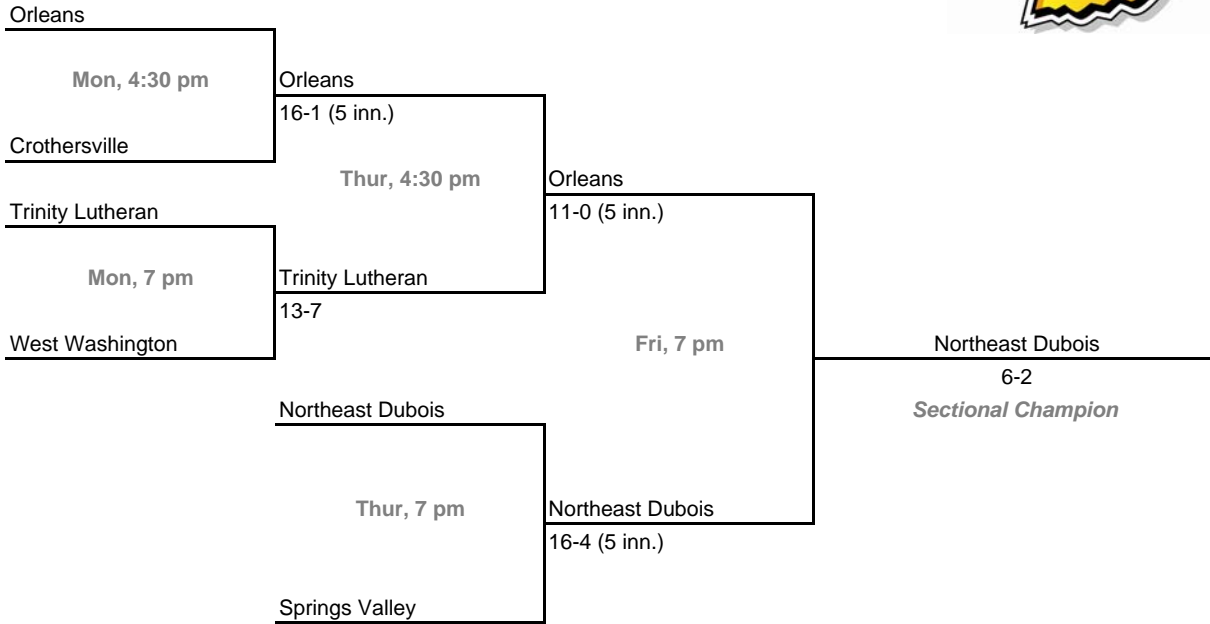 Orleans
Mon, 4:30 pm
Orleans
16-1 (5 inn.)
Crothersville
Thur, 4:30 pm
Orleans
Trinity Lutheran
11-0 (5 inn.)
Mon, 7 pm
Trinity Lutheran
13-7
West Washington
Fri, 7 pm
Northeast Dubois
6-2
Northeast Dubois
Sectional Champion
Thur, 7 pm
Northeast Dubois
16-4 (5 inn.)
Springs Valley